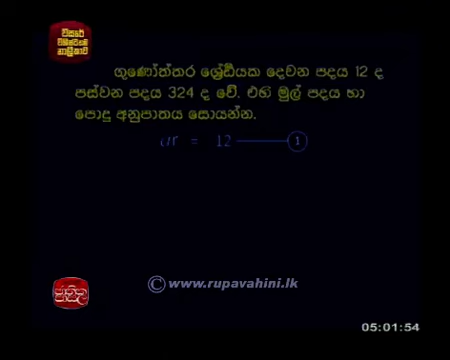 ගුණෝත්තර ශ්‍රේඪියක දෙවන පදය 12 ද
පස්වන පදය 324 ද වේ. එහි මුල් පදය හා
පොදු අනුපාතය සොයන්න.
ar = 12 ——— ①
© www.rupavahini.lk
05:01:54